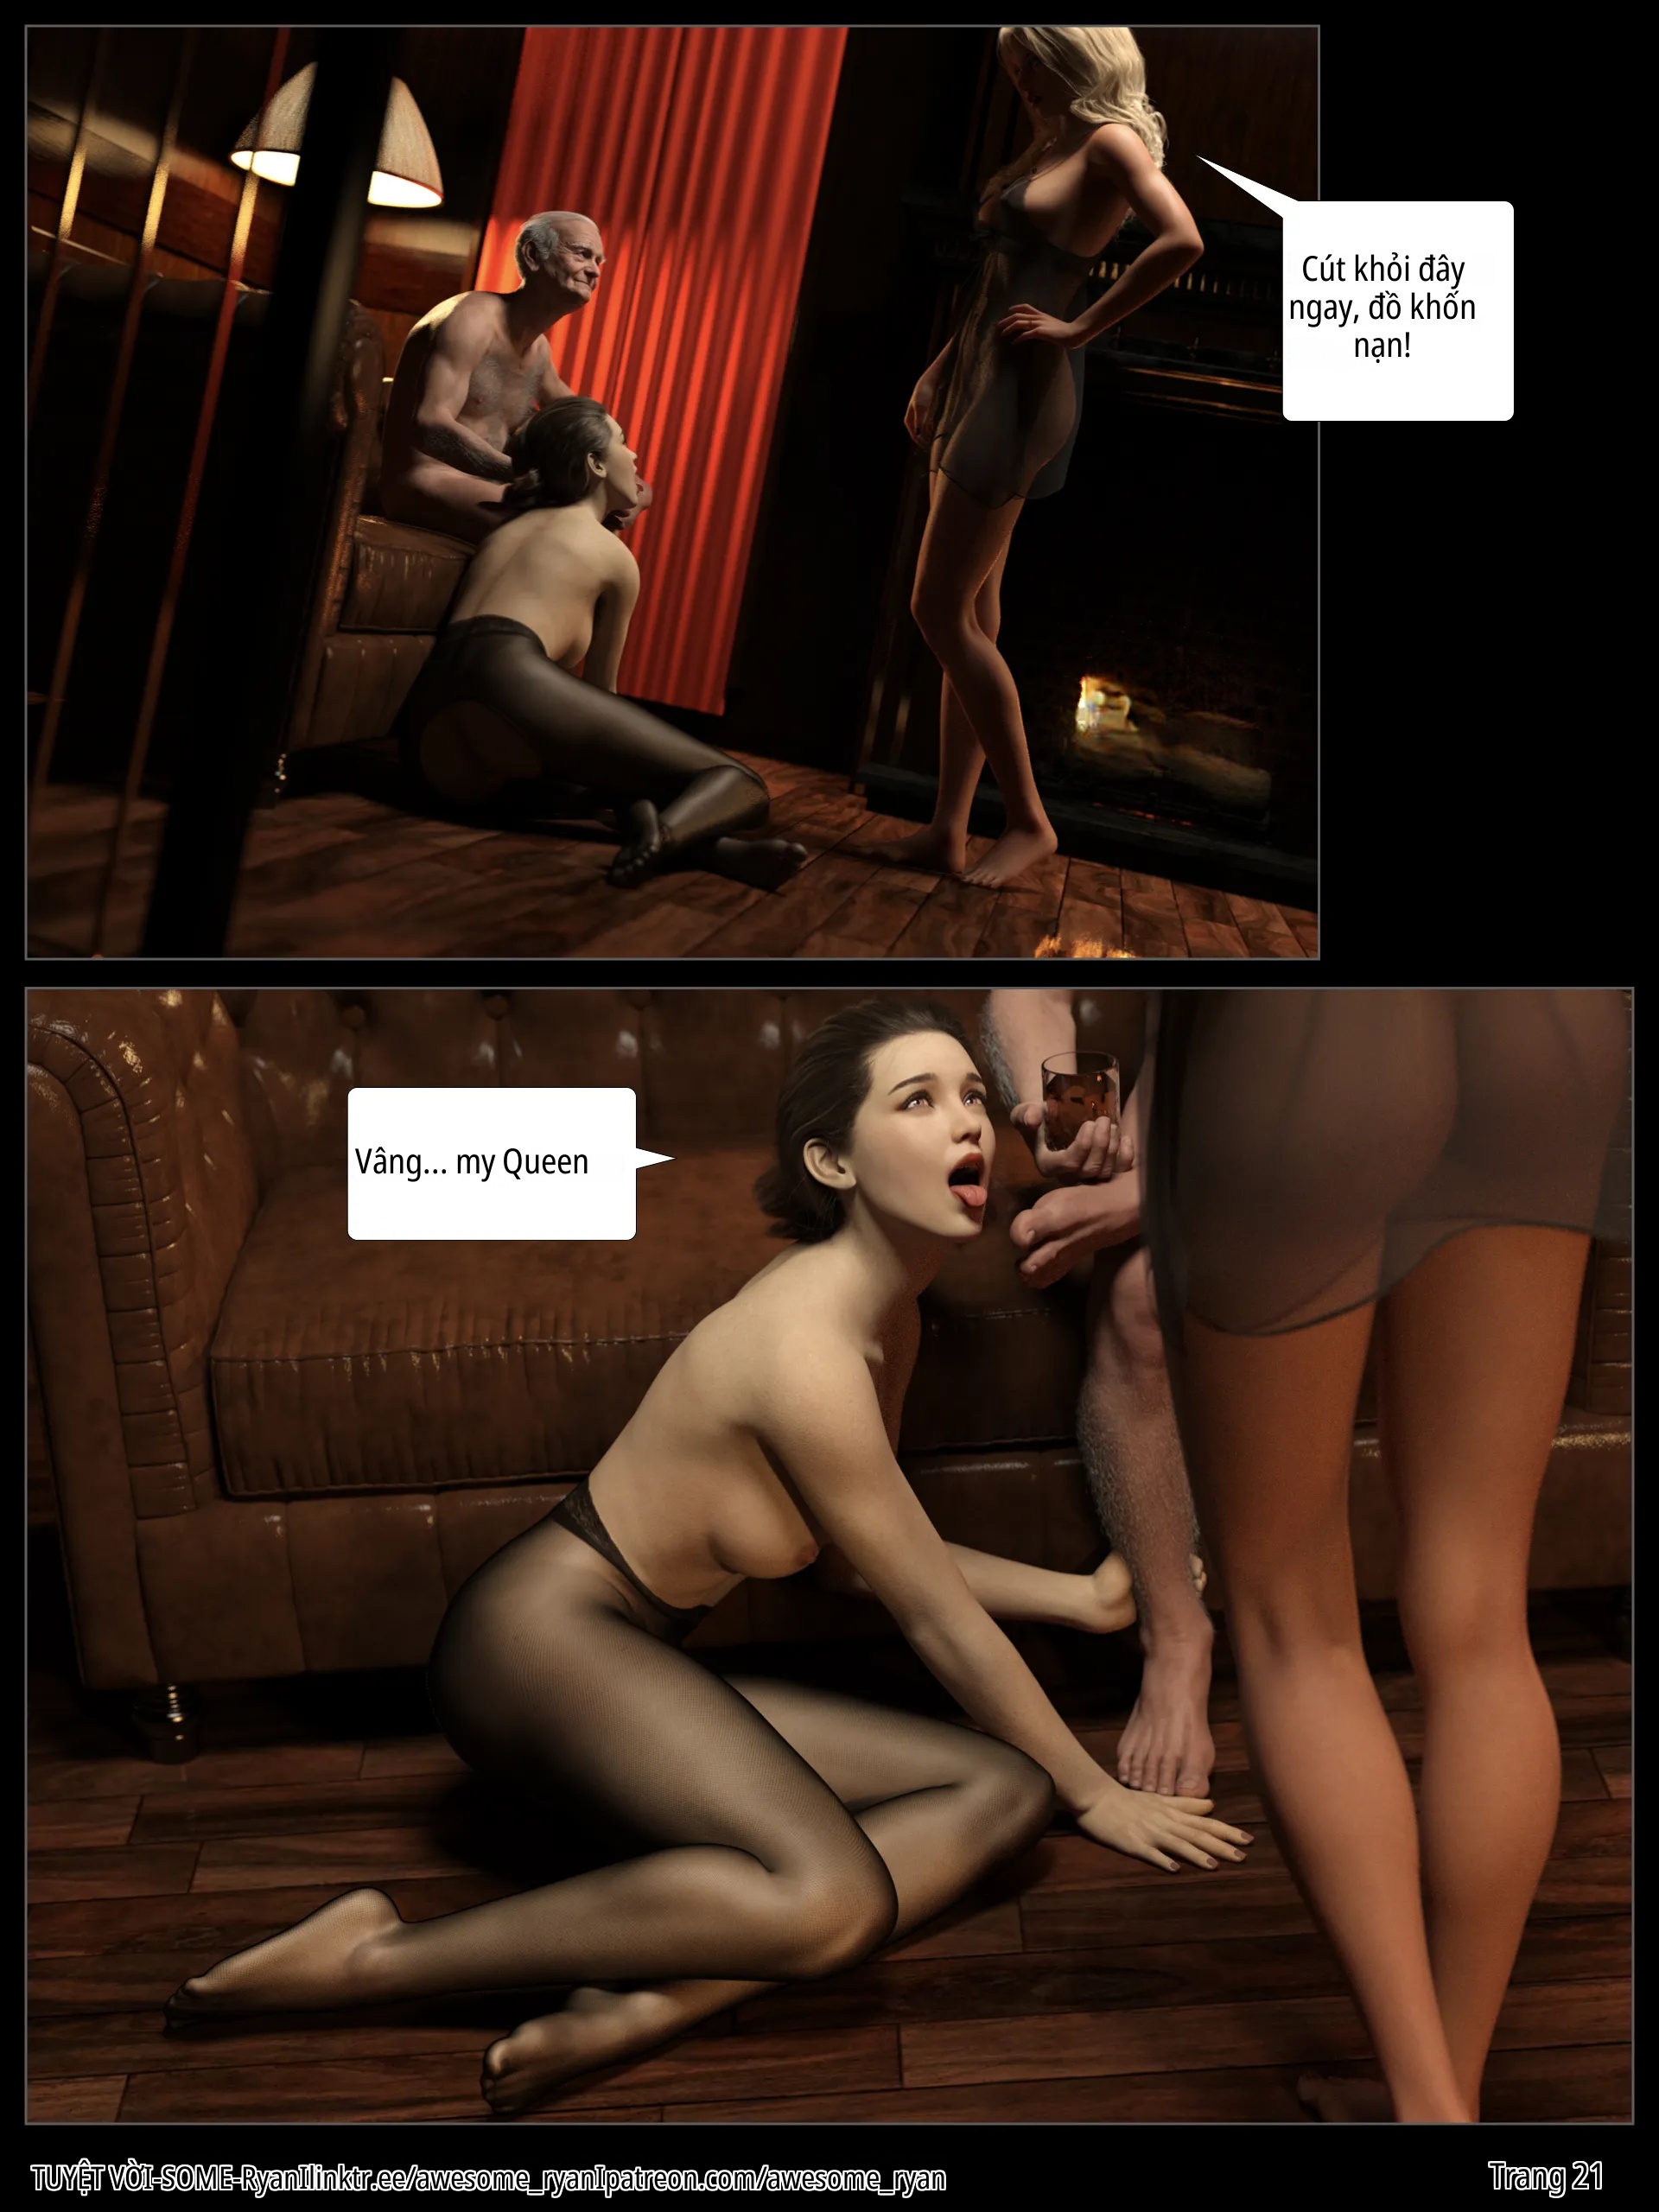 Cút khỏi đây
ngay, đồ khốn
nạn!
Vâng... my Queen
TUYỆT VỜI-SOME-RyanIlinktr.ee/awesome_ryanIpatreon.com/awesome_ryan
Trang 21